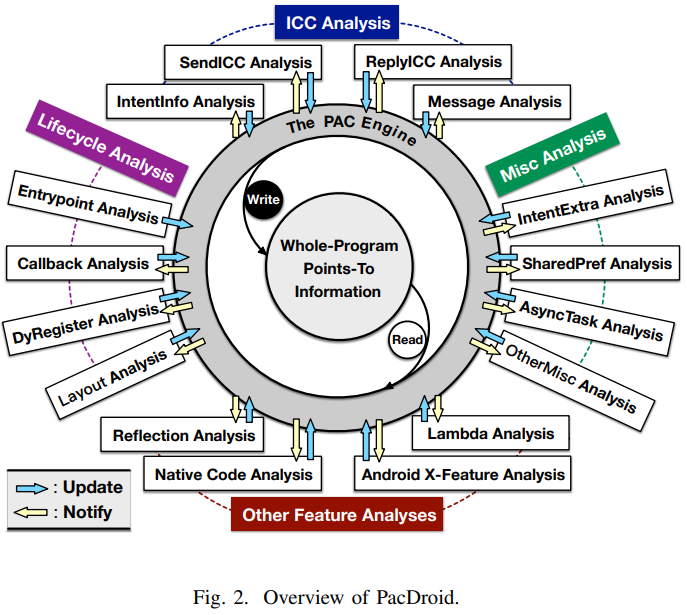 ICC Analysis
SendICC Analysis
ReplyICC Analysis
IntentInfo Analysis
Message Analysis
The PAC Engine
Lifecycle Analysis
Misc Analysis
Entrypoint Analysis
Callback Analysis
DyRegister Analysis
Layout Analysis
Write
Whole-Program
Points-To
Information
Read
IntentExtra Analysis
SharedPref Analysis
AsyncTask Analysis
OtherMisc Analysis
Reflection Analysis
Lambda Analysis
Native Code Analysis
Android X-Feature Analysis
Other Feature Analyses
: Update
: Notify
Fig. 2. Overview of PacDroid.